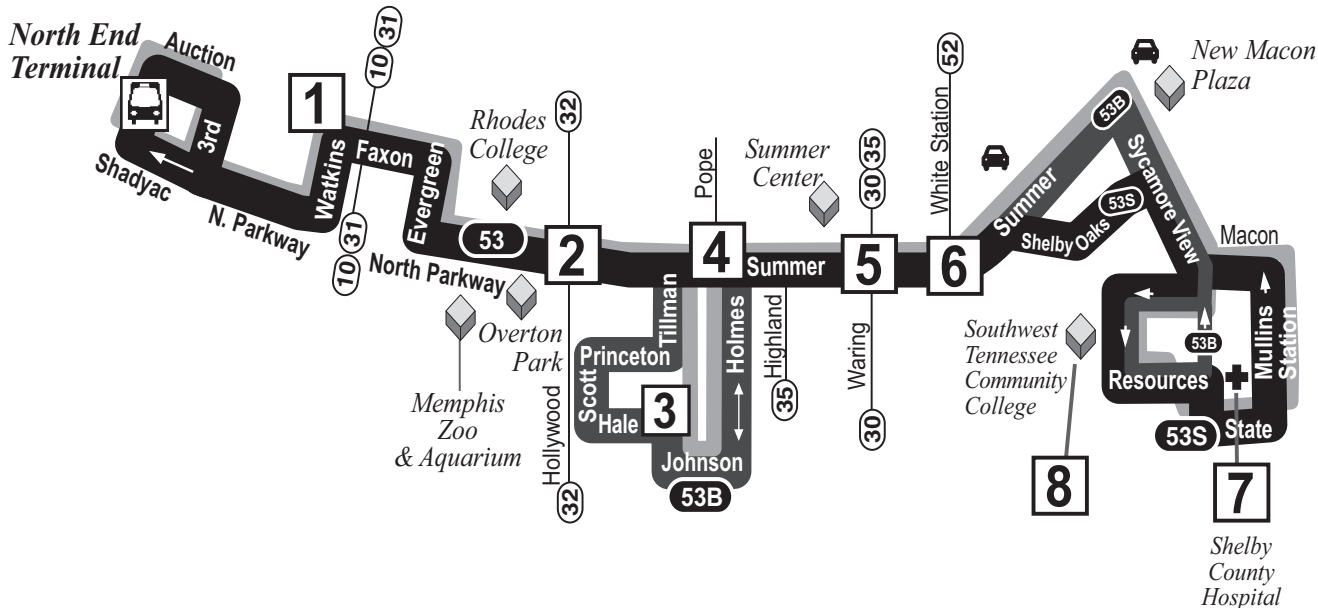 North End
Terminal
Auction
3rd
Shadyac
N. Parkway
1
Watkins
10
31
Faxon
10
31
Evergreen
Rhodes
College
53
North Parkway
Memphis
Zoo
& Aquarium
Overton
Park
32
2
Hollywood
32
Tillman
Princeton
Scott
Hale
3
Johnson
53B
Holmes
Pope
4
Summer
Highland
35
Summer
Center
30
35
5
Waring
30
52
White Station
6
Summer
53B
Shelby Oaks
53S
Sycamore View
New Macon
Plaza
Macon
Mullins
Station
53B
Resources
State
53S
Southwest
Tennessee
Community
College
8
7
Shelby
County
Hospital